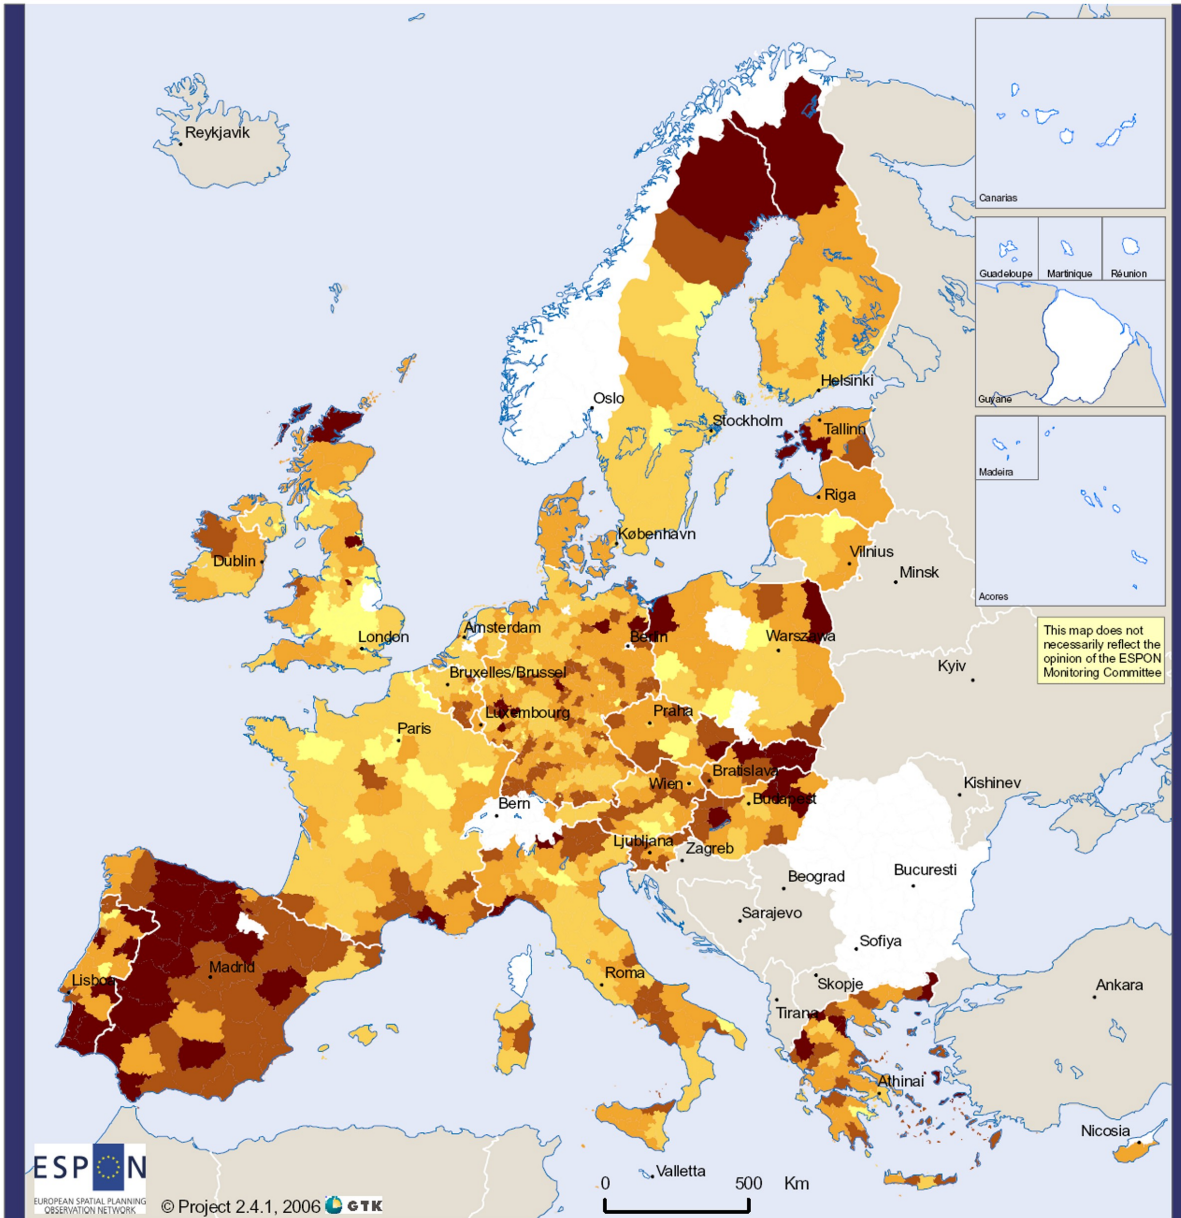 Reykjavik
Canarias
Guadeloupe
Martinique
Réunion
Guyane
Oslo
Helsinki
Stockholm
Tallinn
Madeira
Riga
København
Dublin
Vilnius
Minsk
Acores
London
Amsterdam
Berlin
Warszawa
This map does not
necessarily reflect the
opinion of the ESPON
Monitoring Committee
Kyiv
Bruxelles/Brussel
Luxembourg
Praha
Paris
Wien
Bratislava
Budapest
Kishinev
Bern
Ljubljana
Zagreb
Beograd
Bucuresti
Sarajevo
Sofiya
Lisboa
Madrid
Roma
Skopje
Tirana
Ankara
Athinai
Nicosia
Valletta
0 500 Km
ESPON
EUROPEAN SPATIAL PLANNING
OBSERVATION NETWORK
© Project 2.4.1, 2006 GTK